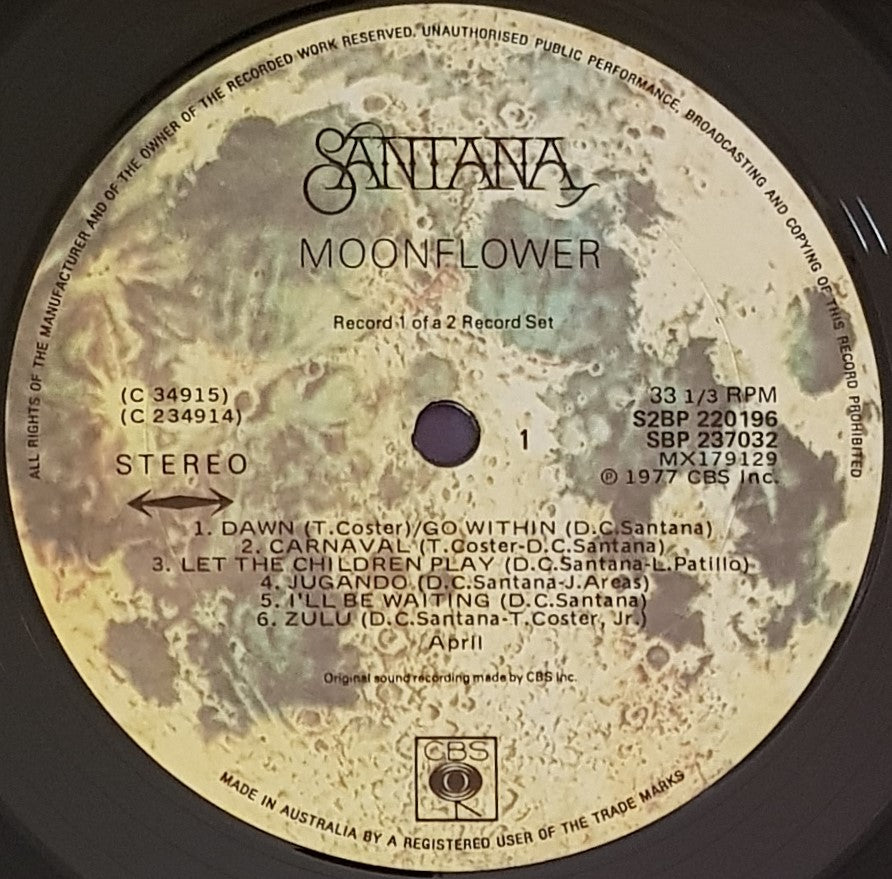 ALL RIGHTS OF THE MANUFACTURER AND OF THE OWNER OF THE RECORDED WORK RESERVED. UNAUTHORISED PUBLIC PERFORMANCE, BROADCASTING AND COPYING OF THIS RECORD PROHIBITED
SANTANA
MOONFLOWER
Record 1 of a 2 Record Set
(C 34915)
(C 234914)
STEREO
1
33 1/3 RPM
S2BP 220196
SBP 237032
MX179129
℗ 1977 CBS Inc.
1. DAWN (T.Coster)/GO WITHIN (D.C.Santana)
2. CARNAVAL (T.Coster-D.C.Santana)
3. LET THE CHILDREN PLAY (D.C.Santana-L.Patillo)
4. JUGANDO (D.C.Santana-J.Areas)
5. I'LL BE WAITING (D.C.Santana)
6. ZULU (D.C.Santana-T.Coster, Jr.)
April
Original sound recording made by CBS Inc.
CBS
MADE IN AUSTRALIA BY A REGISTERED USER OF THE TRADE MARKS